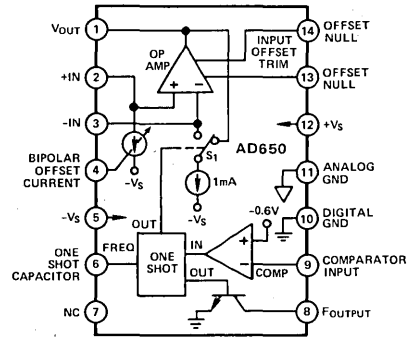 VOUT 1
+IN 2
-IN 3
BIPOLAR
OFFSET
CURRENT
4
-VS 5
ONE
SHOT
CAPACITOR
6
NC 7
OP
AMP
+ -
INPUT
OFFSET
TRIM
S1
AD650
-VS
1mA
-VS
-0.6V
OUT
FREQ
ONE
SHOT
IN
OUT
+
-
COMP
14 OFFSET
NULL
13 OFFSET
NULL
12 +VS
11 ANALOG
GND
10 DIGITAL
GND
9 COMPARATOR
INPUT
8 FOUTPUT